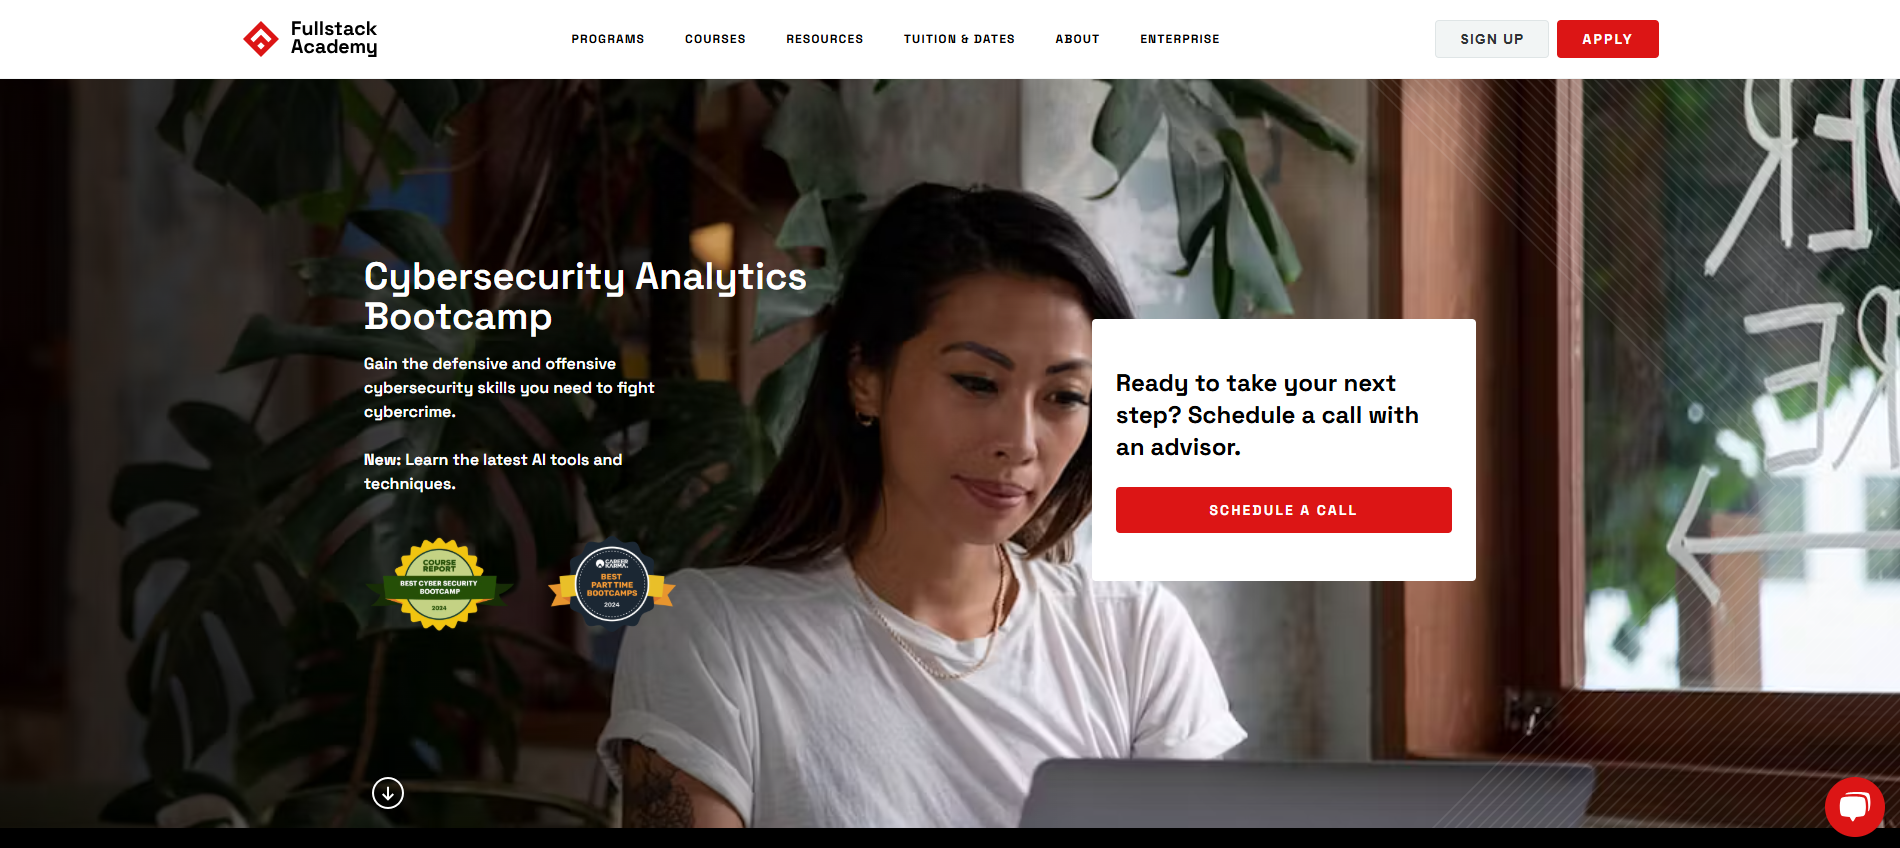 Fullstack
Academy
PROGRAMS
COURSES
RESOURCES
TUITION & DATES
ABOUT
ENTERPRISE
SIGN UP
APPLY
Cybersecurity Analytics
Bootcamp
Gain the defensive and offensive
cybersecurity skills you need to fight
cybercrime.
New: Learn the latest AI tools and
techniques.
COURSE
REPORT
BEST CYBER SECURITY
BOOTCAMP
2024
CAREER
KARMA
BEST
PART TIME
BOOTCAMPS
2024
Ready to take your next
step? Schedule a call with
an advisor.
SCHEDULE A CALL